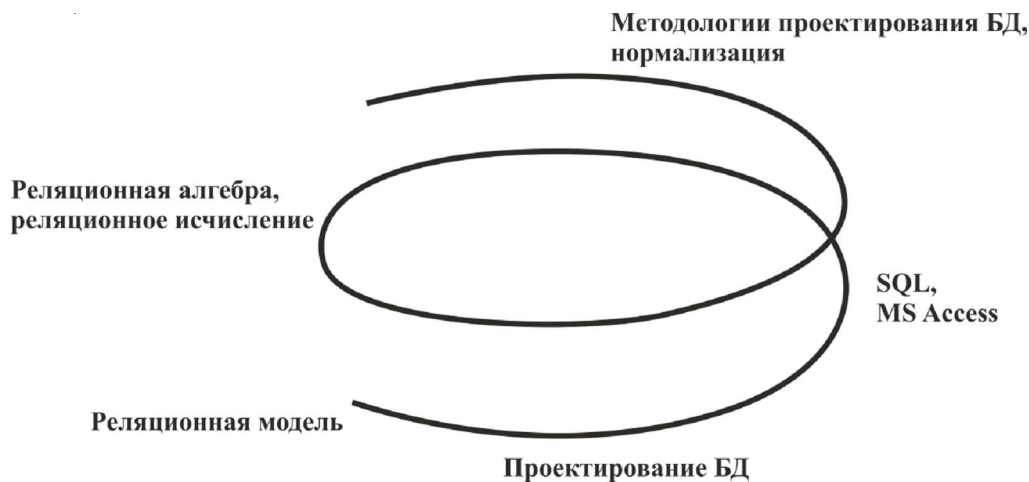 Методологии проектирования БД,
нормализация
Реляционная алгебра,
реляционное исчисление
SQL,
MS Access
Реляционная модель
Проектирование БД